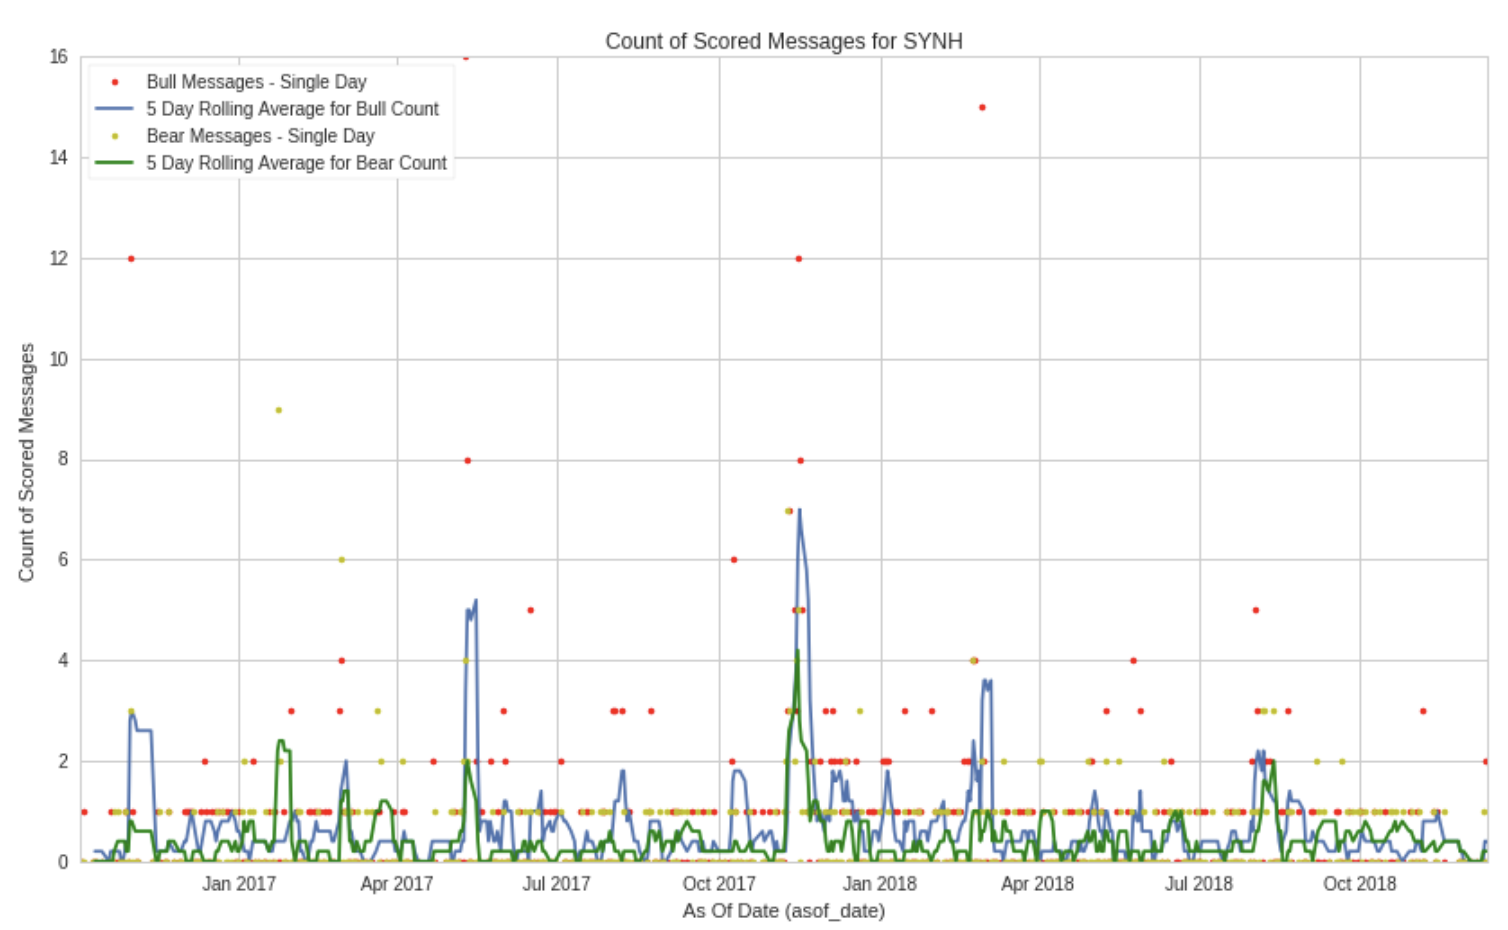 Count of Scored Messages for SYNH
16
14
12
10
8
6
4
2
0
Count of Scored Messages
Bull Messages - Single Day
5 Day Rolling Average for Bull Count
Bear Messages - Single Day
5 Day Rolling Average for Bear Count
Jan 2017 Apr 2017 Jul 2017 Oct 2017 Jan 2018 Apr 2018 Jul 2018 Oct 2018
As Of Date (asof_date)